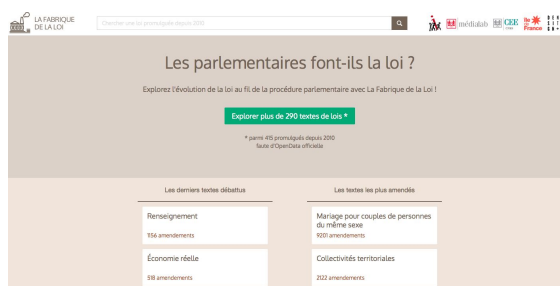 LA FABRIQUE
DE LA LOI
Chercher une loi promulguée depuis 2010
médialab
CEE
île de France
Les parlementaires font-ils la loi ?
Explorez l'évolution de la loi au fil de la procédure parlementaire avec La Fabrique de la Loi !
Explorer plus de 290 textes de lois *
* parmi 415 promulgués depuis 2010
faute d'OpenData officielle
Les derniers textes débattus
Les textes les plus amendés
Renseignement
1156 amendements
Mariage pour couples de personnes
du même sexe
9201 amendements
Économie réelle
518 amendements
Collectivités territoriales
2122 amendements